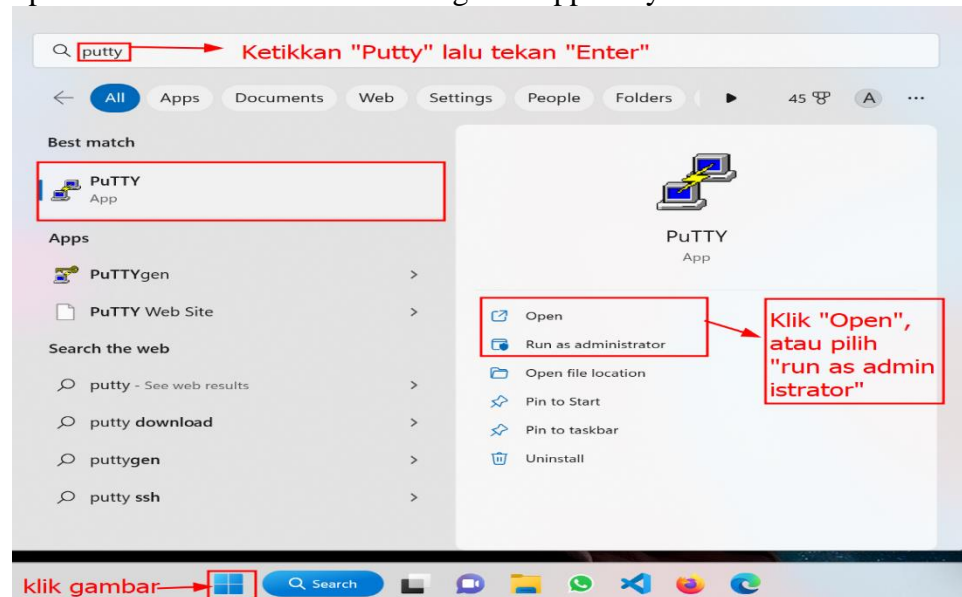 putty
Ketikkan "Putty" lalu tekan "Enter"
All Apps Documents Web Settings People Folders 45 A ...
Best match
PuTTY
App
Apps
PuTTYgen
PuTTY Web Site
Search the web
putty - See web results
putty download
puttygen
putty ssh
PuTTY
App
Open
Run as administrator
Open file location
Pin to Start
Pin to taskbar
Uninstall
Klik "Open",
atau pilih
"run as admin
istrator"
klik gambar
Search